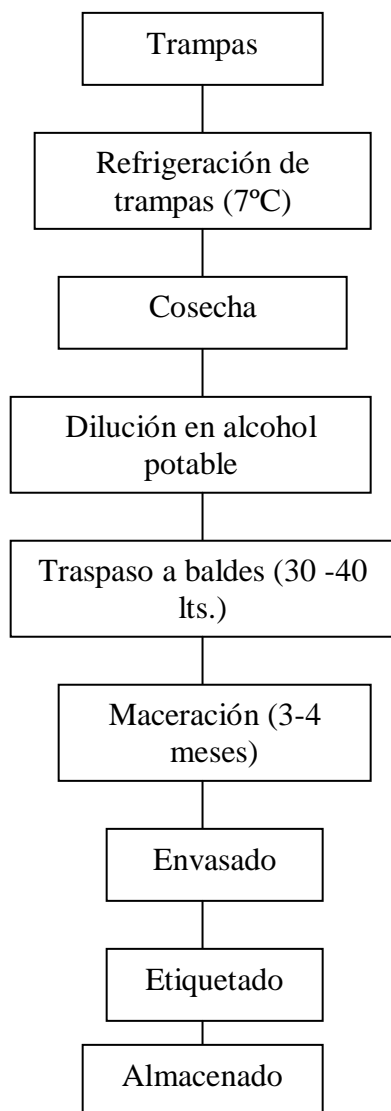 Trampas
Refrigeración de
trampas (7ºC)
Cosecha
Dilución en alcohol
potable
Traspaso a baldes (30 -40
lts.)
Maceración (3-4
meses)
Envasado
Etiquetado
Almacenado